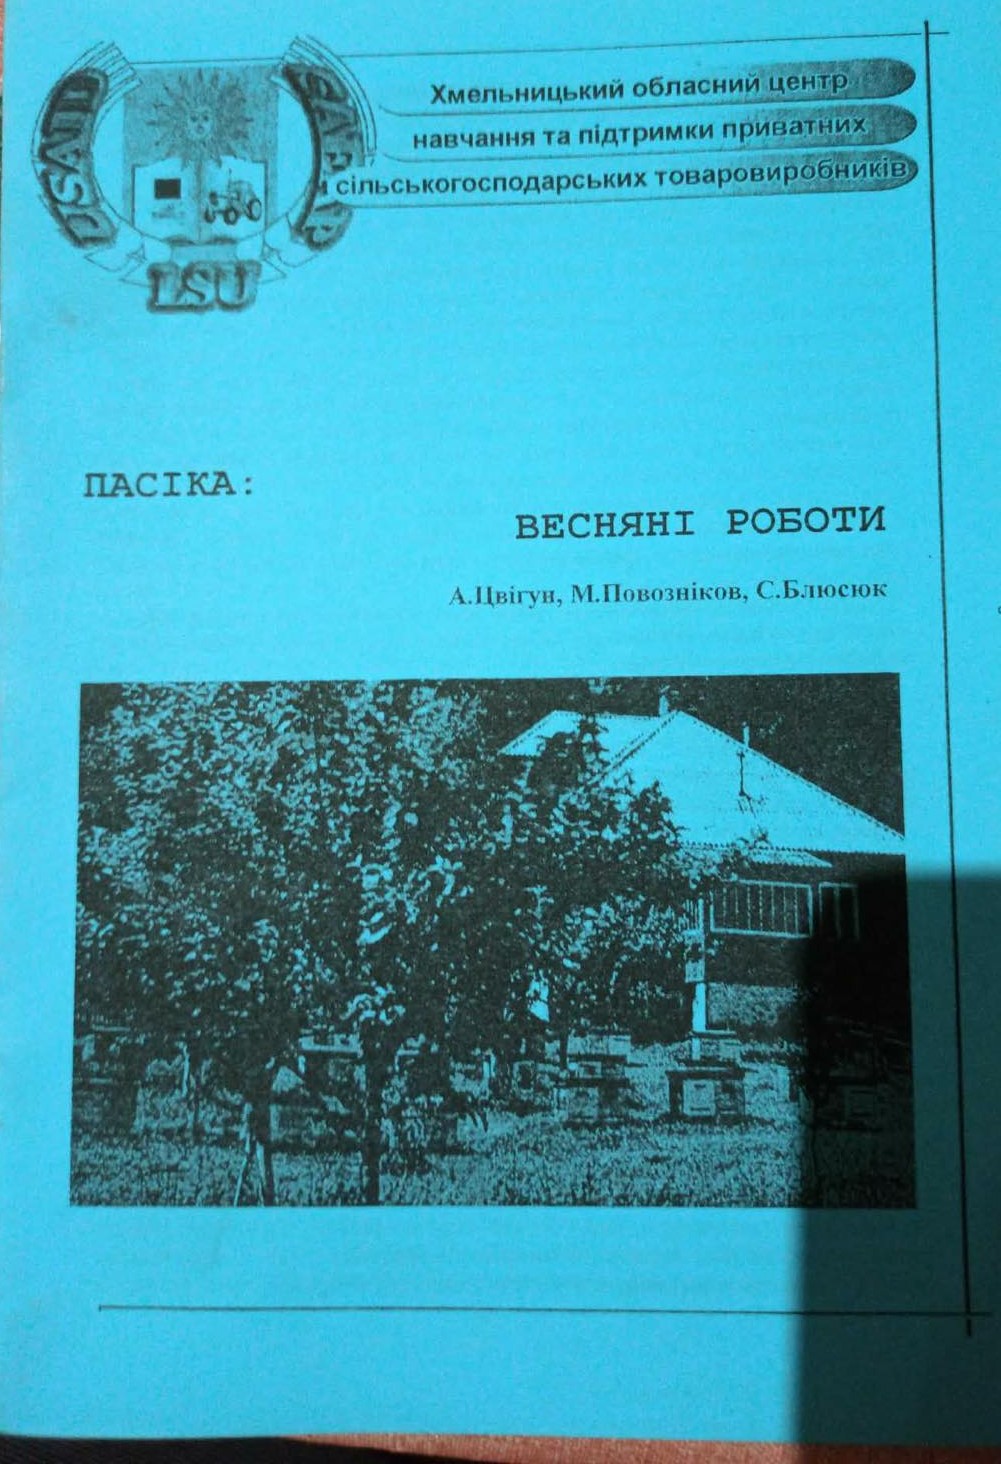 Хмельницький обласний центр
навчання та підтримки приватних
сільськогосподарських товаровиробників
USAID
LSU
ПАСІКА:
ВЕСНЯНІ РОБОТИ
А.Цвігун, М.Повозніков, С.Блюсюк